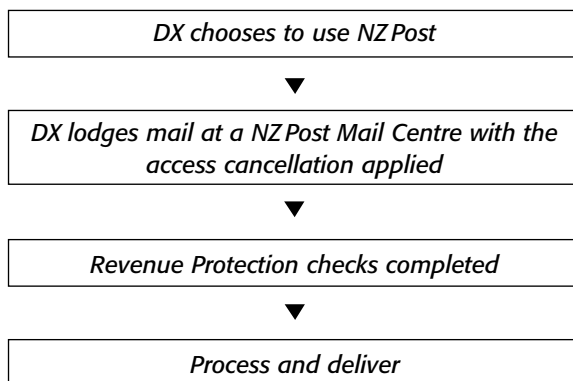 DX chooses to use NZ Post
DX lodges mail at a NZ Post Mail Centre with the
access cancellation applied
Revenue Protection checks completed
Process and deliver